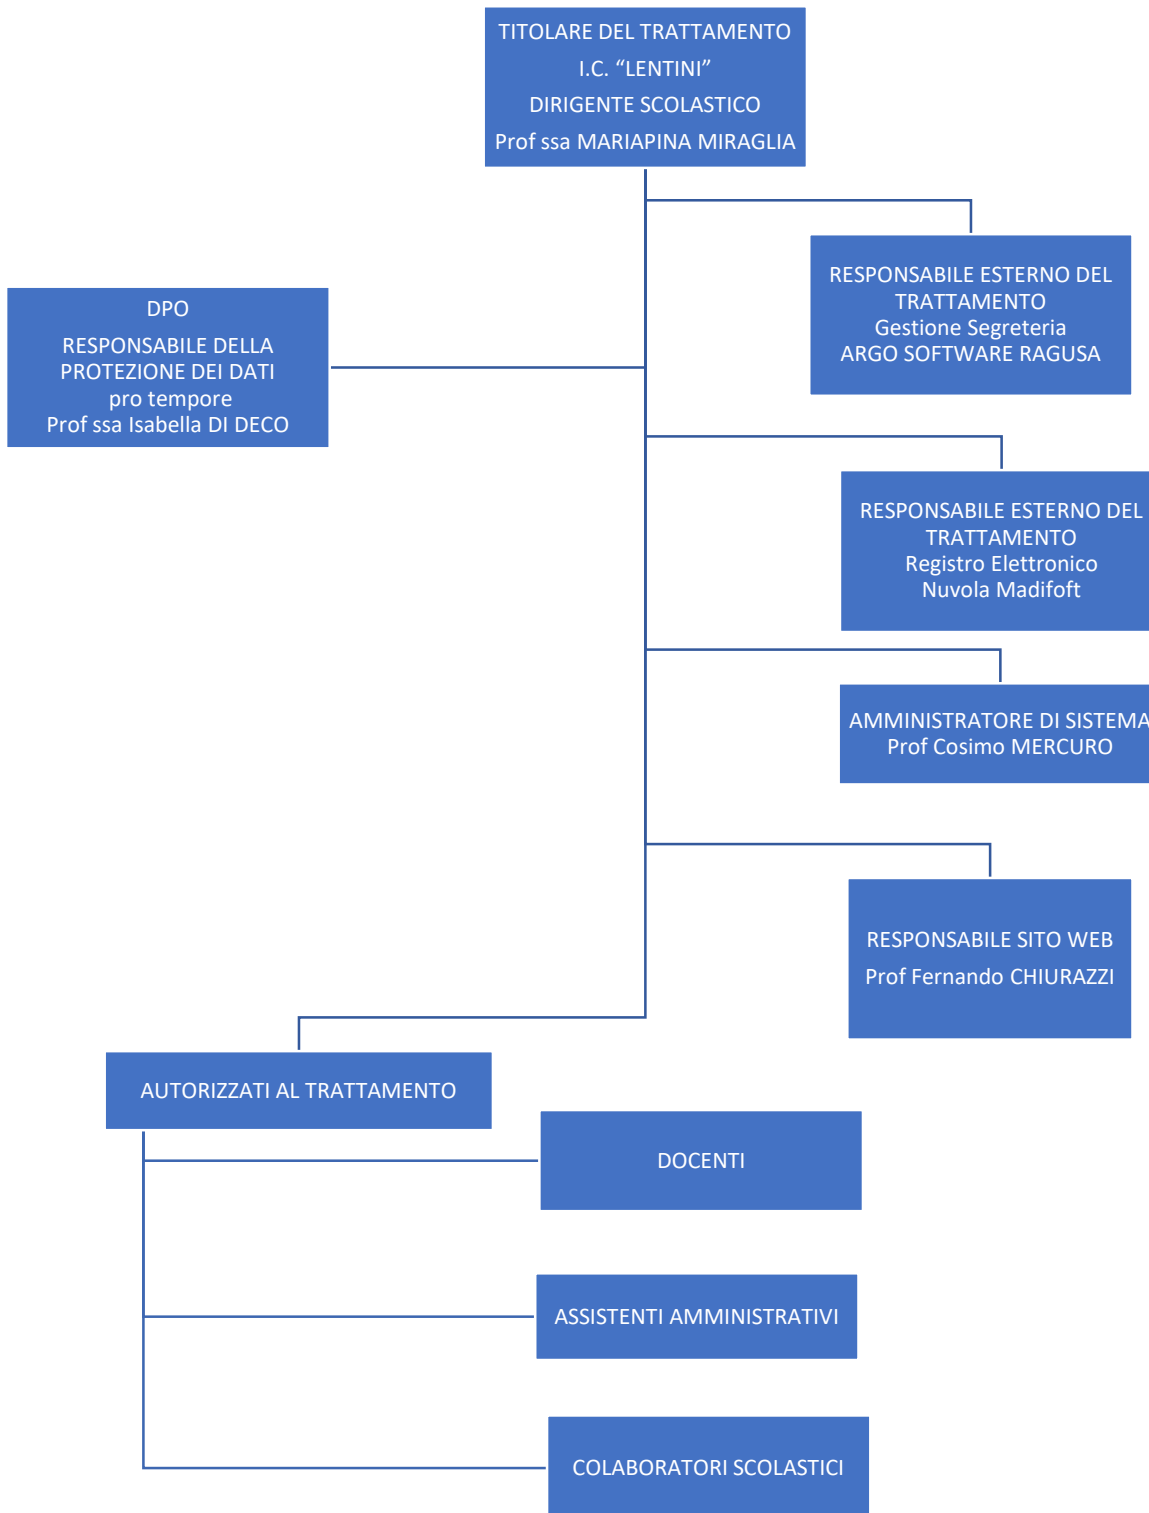 TITOLARE DEL TRATTAMENTO
I.C. “LENTINI”
DIRIGENTE SCOLASTICO
Prof ssa MARIAPINA MIRAGLIA
RESPONSABILE ESTERNO DEL
TRATTAMENTO
Gestione Segreteria
ARGO SOFTWARE RAGUSA
DPO
RESPONSABILE DELLA
PROTEZIONE DEI DATI
pro tempore
Prof ssa Isabella DI DECO
RESPONSABILE ESTERNO DEL
TRATTAMENTO
Registro Elettronico
Nuvola Madifoft
AMMINISTRATORE DI SISTEMA
Prof Cosimo MERCURO
RESPONSABILE SITO WEB
Prof Fernando CHIURAZZI
AUTORIZZATI AL TRATTAMENTO
DOCENTI
ASSISTENTI AMMINISTRATIVI
COLABORATORI SCOLASTICI